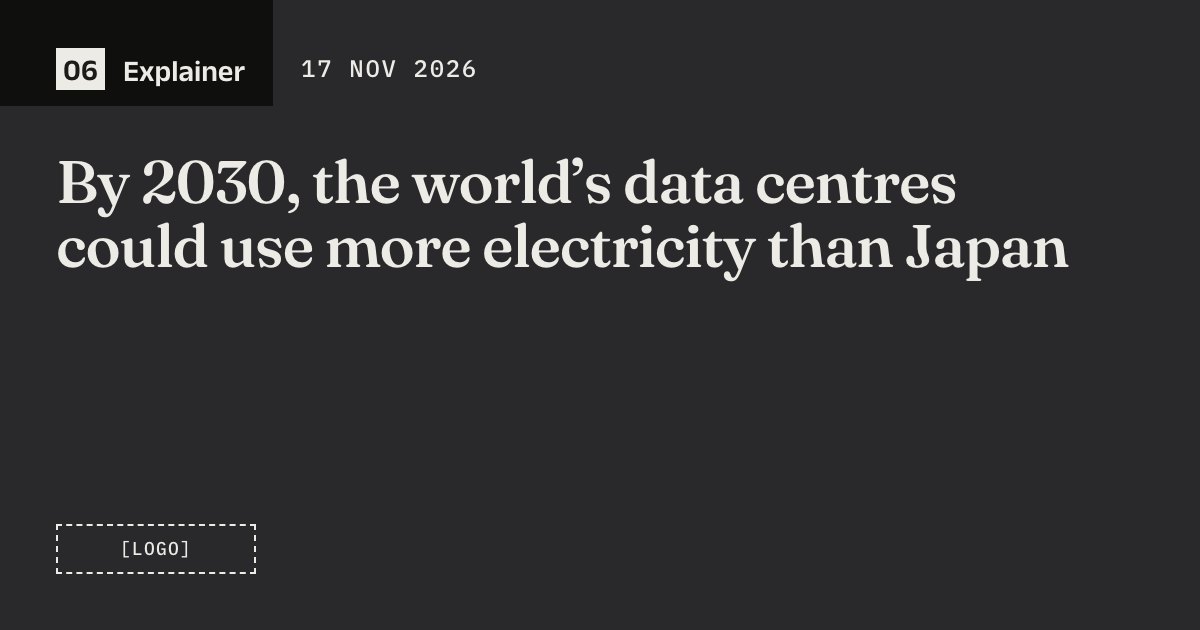 06 Explainer 17 NOV 2026
By 2030, the world’s data centres
could use more electricity than Japan
[LOGO]